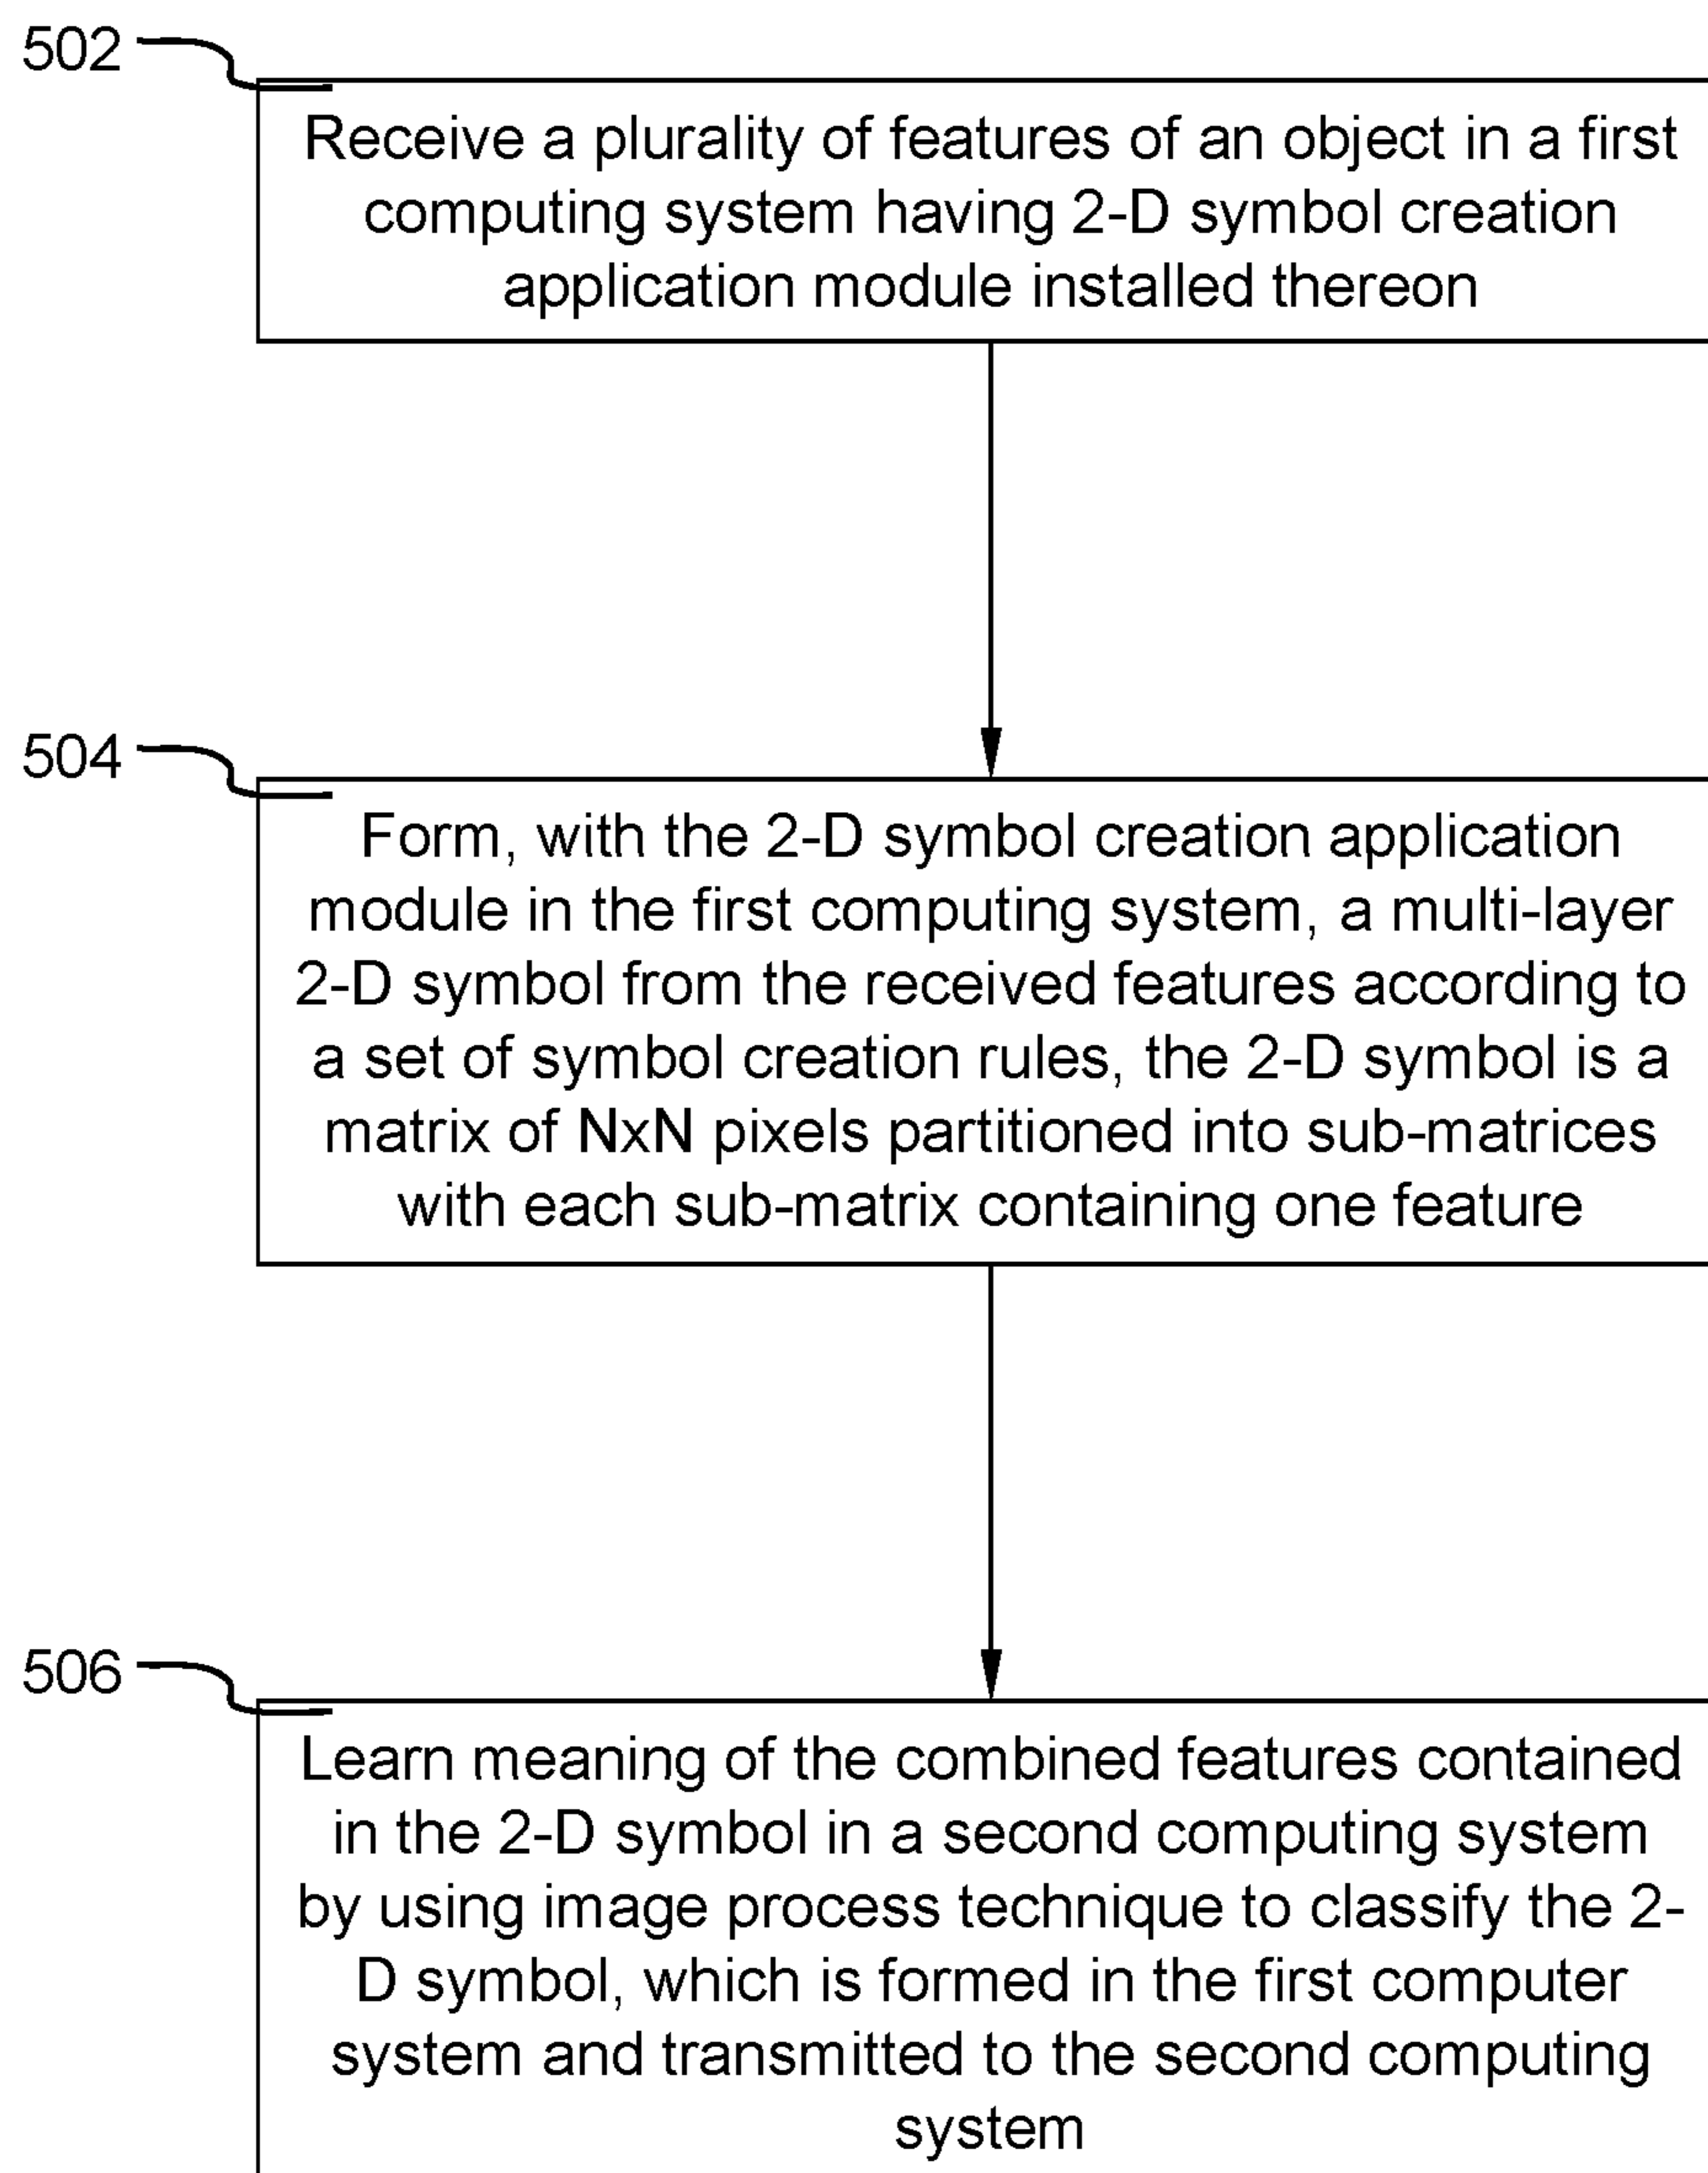 502
Receive a plurality of features of an object in a first
computing system having 2-D symbol creation
application module installed thereon
504
Form, with the 2-D symbol creation application
module in the first computing system, a multi-layer
2-D symbol from the received features according to
a set of symbol creation rules, the 2-D symbol is a
matrix of NxN pixels partitioned into sub-matrices
with each sub-matrix containing one feature
506
Learn meaning of the combined features contained
in the 2-D symbol in a second computing system
by using image process technique to classify the 2-
D symbol, which is formed in the first computer
system and transmitted to the second computing
system